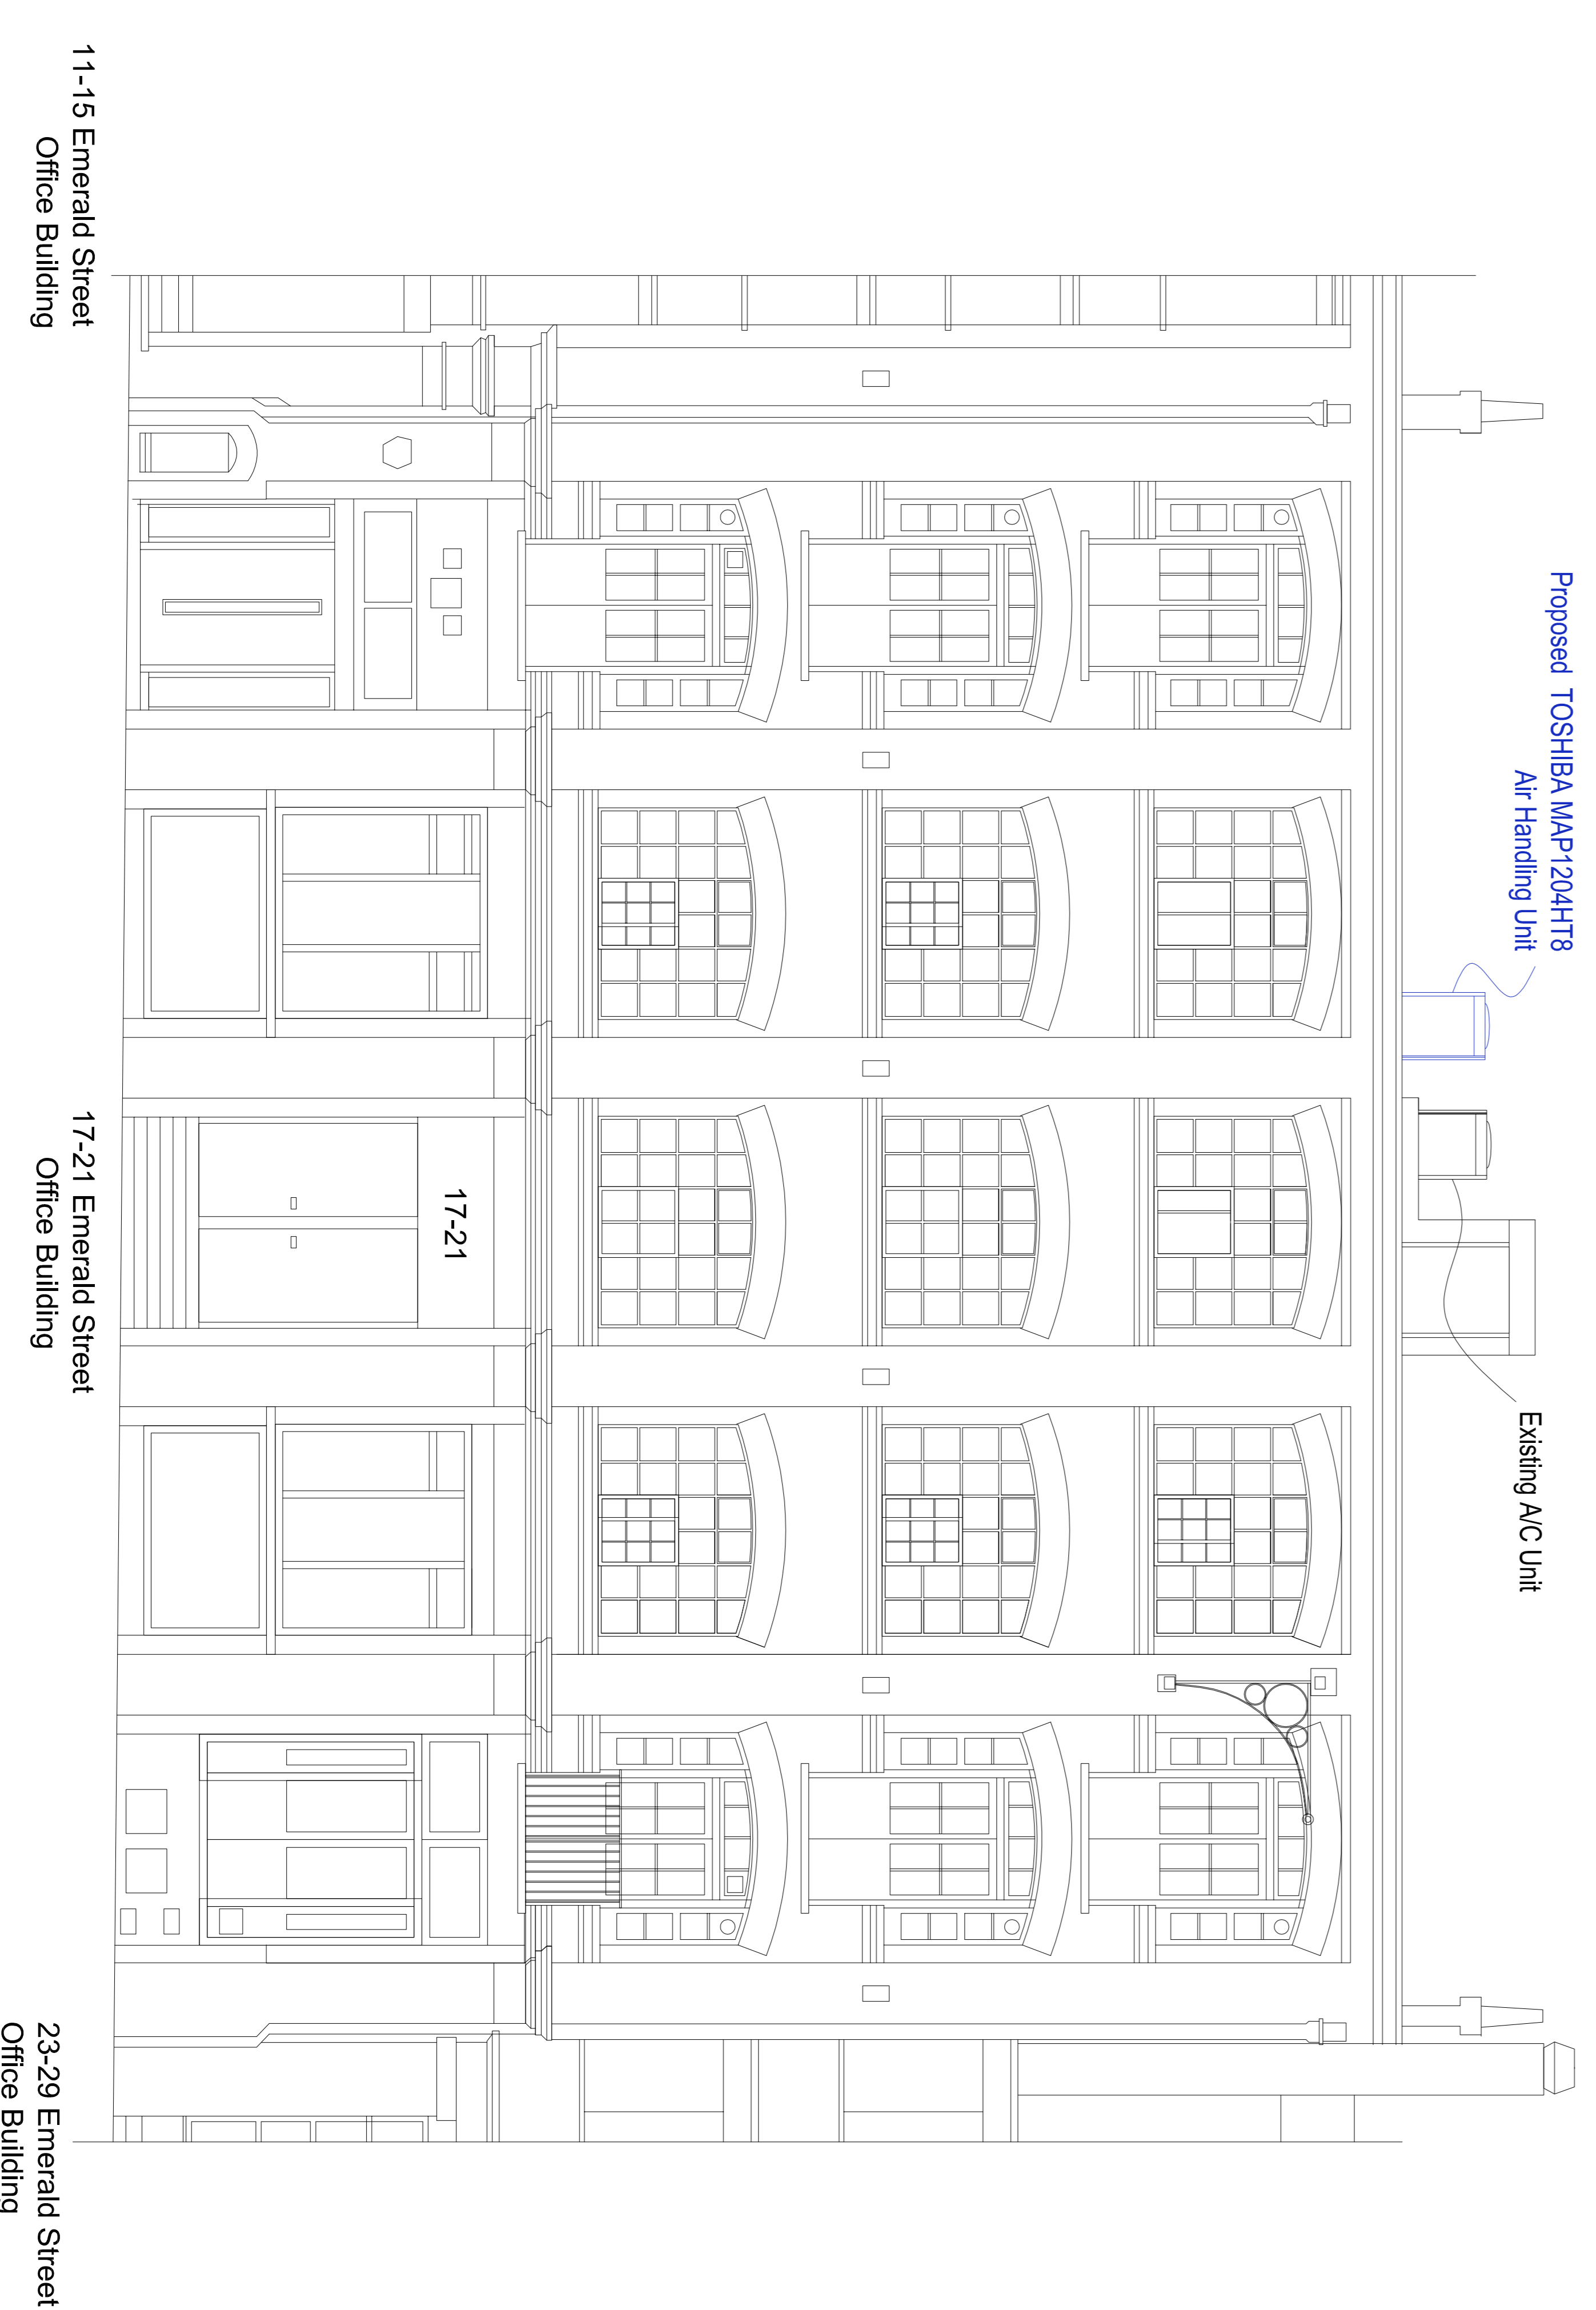 Proposed TOSHIBA MAP1204HT8
Air Handling Unit
Existing A/C Unit
17-21
11-15 Emerald Street
Office Building
17-21 Emerald Street
Office Building
23-29 Emerald Street
Office Building